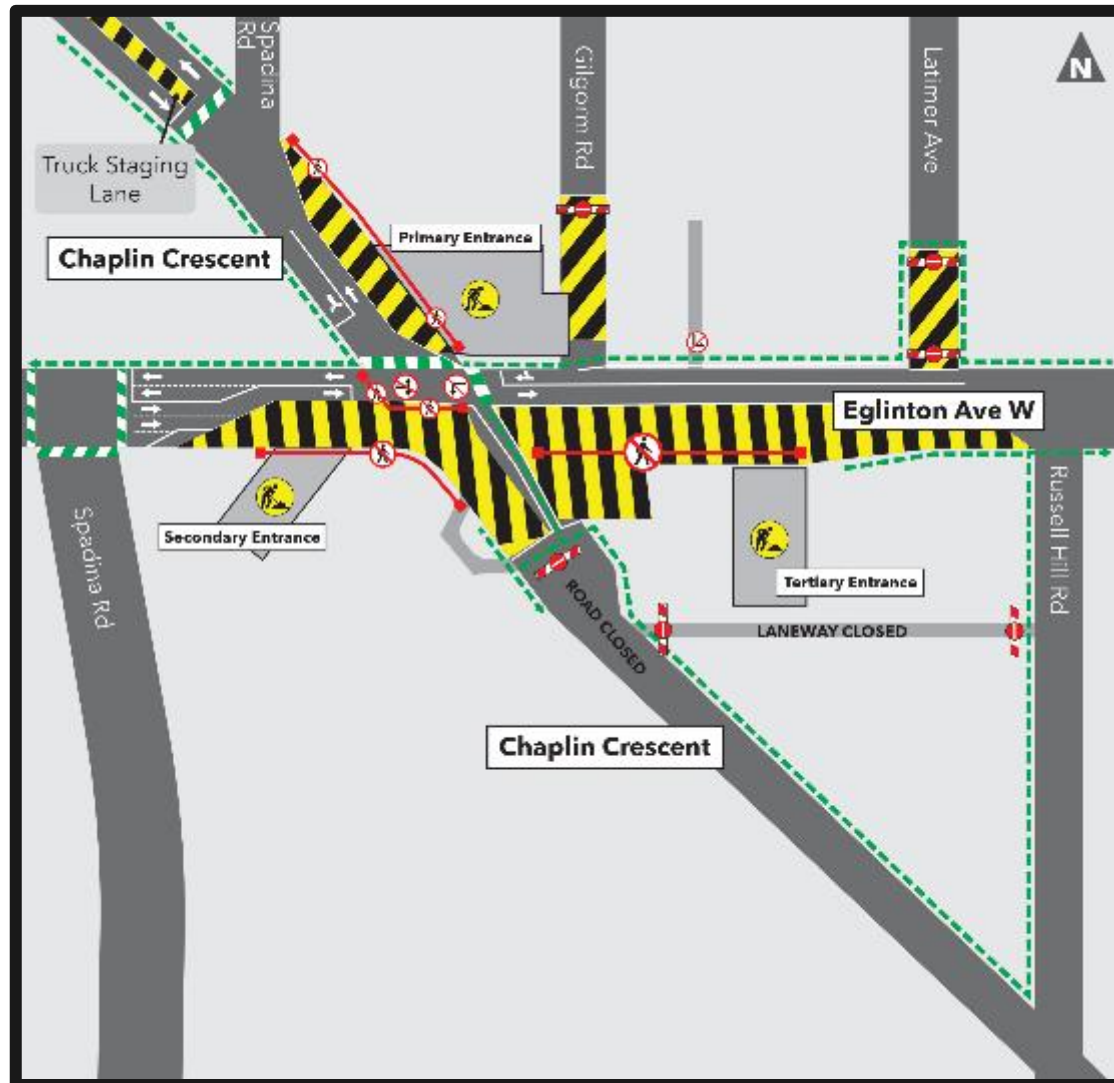 Spadina
Rd
Gilgorm Rd
Latimer Ave
N
Truck Staging
Lane
Chaplin Crescent
Primary Entrance
Eglinton Ave W
Secondary Entrance
Spadina Rd
Russell Hill Rd
Tertiary Entrance
ROAD CLOSED
LANEWAY CLOSED
Chaplin Crescent